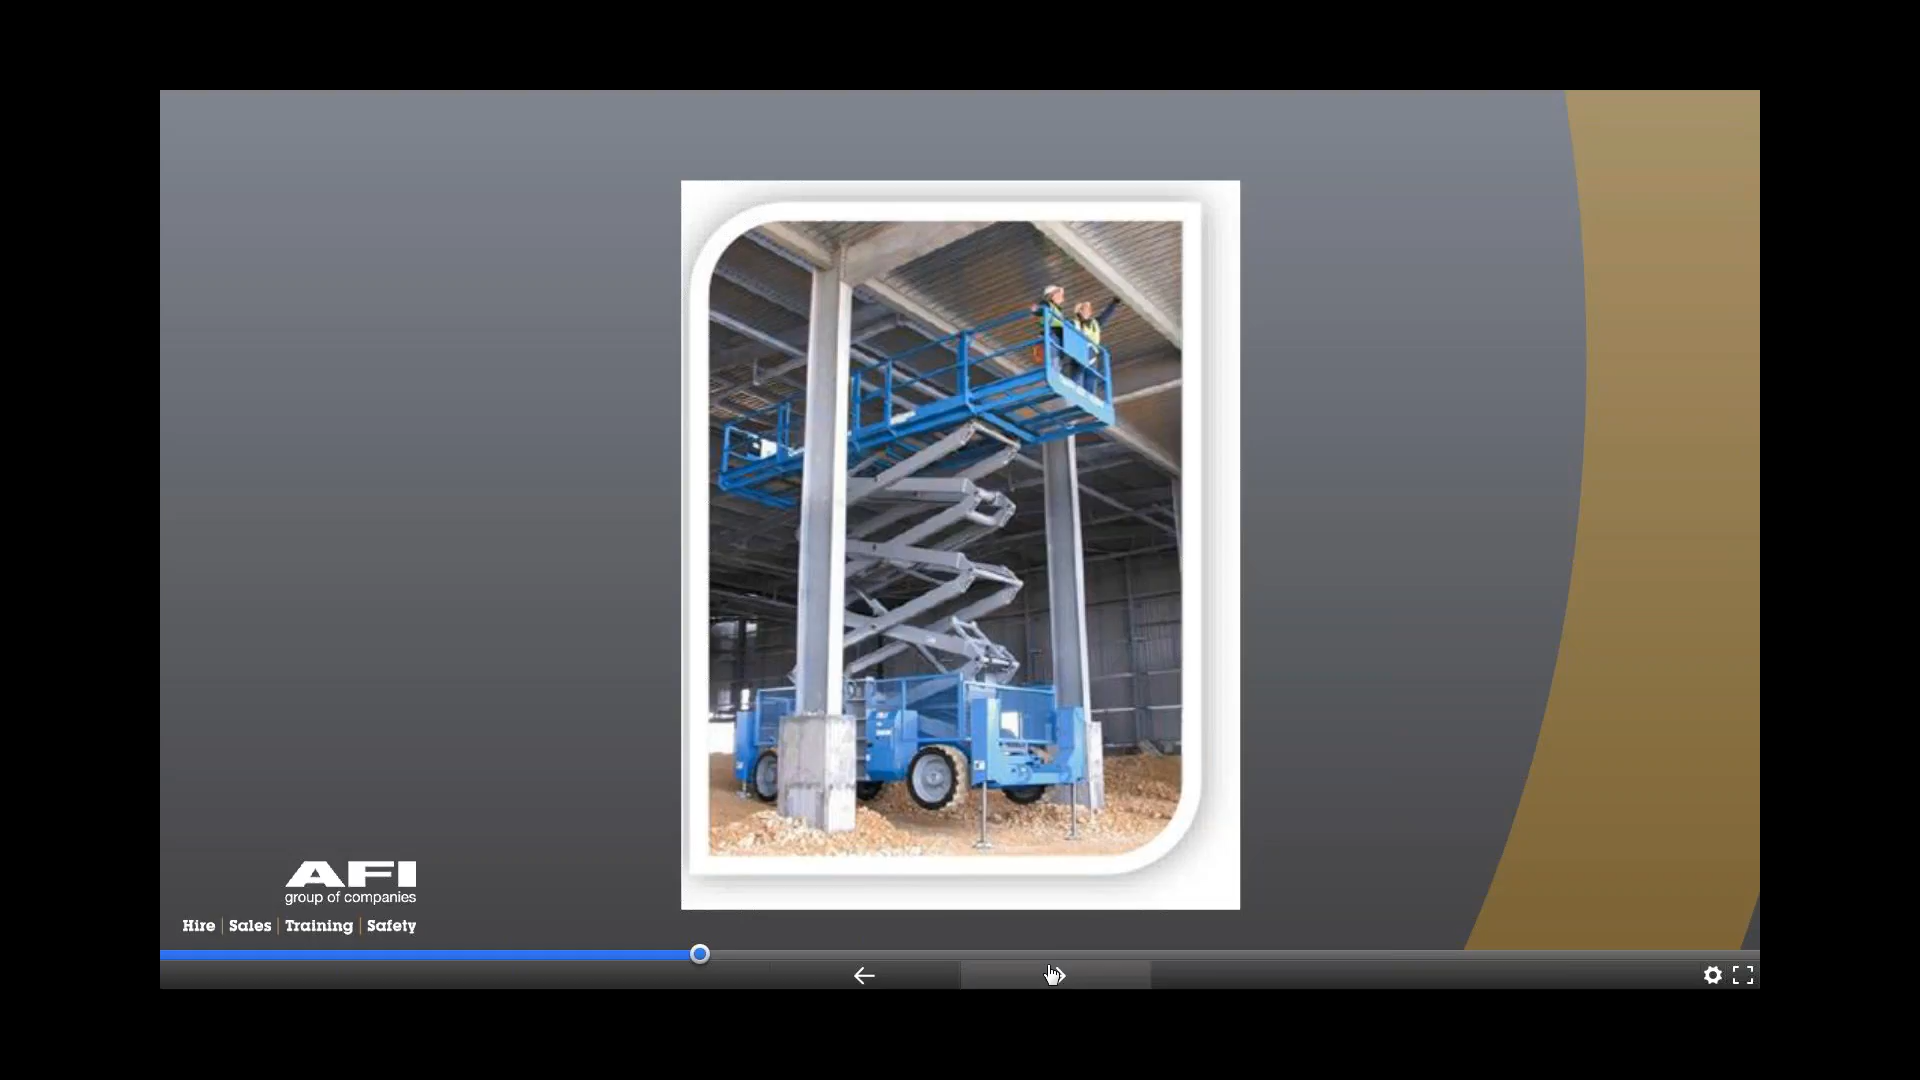 AFI
group of companies
Hire | Sales | Training | Safety